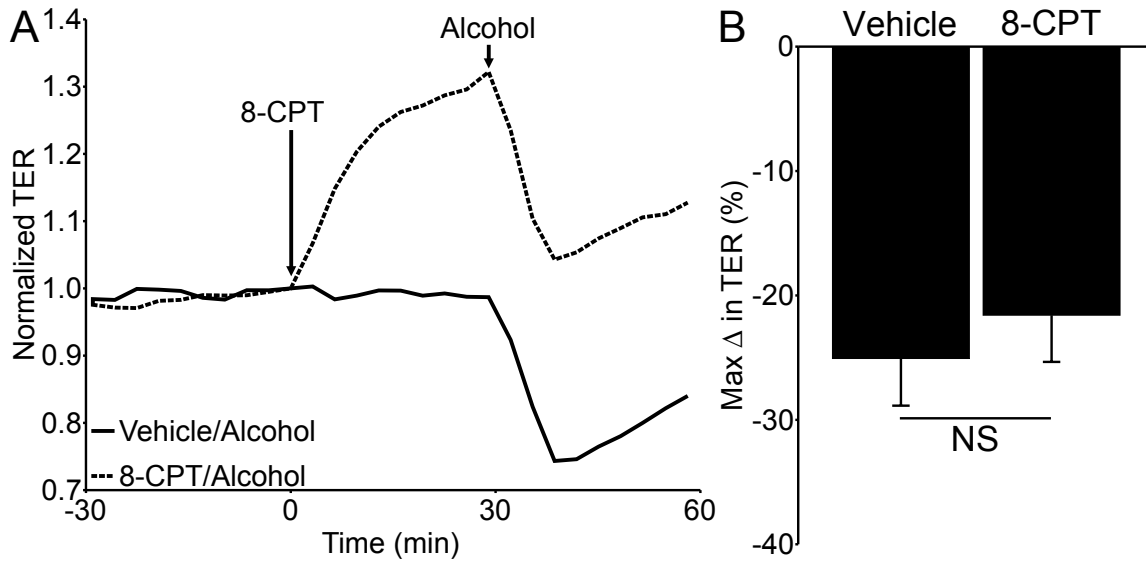 A
1.4
1.3
1.2
1.1
1.0
0.9
0.8
0.7
Normalized TER
8-CPT
Alcohol
Vehicle/Alcohol
8-CPT/Alcohol
-30
0
30
60
Time (min)
B
Vehicle
8-CPT
0
-10
-20
-30
-40
Max Δ in TER (%)
NS